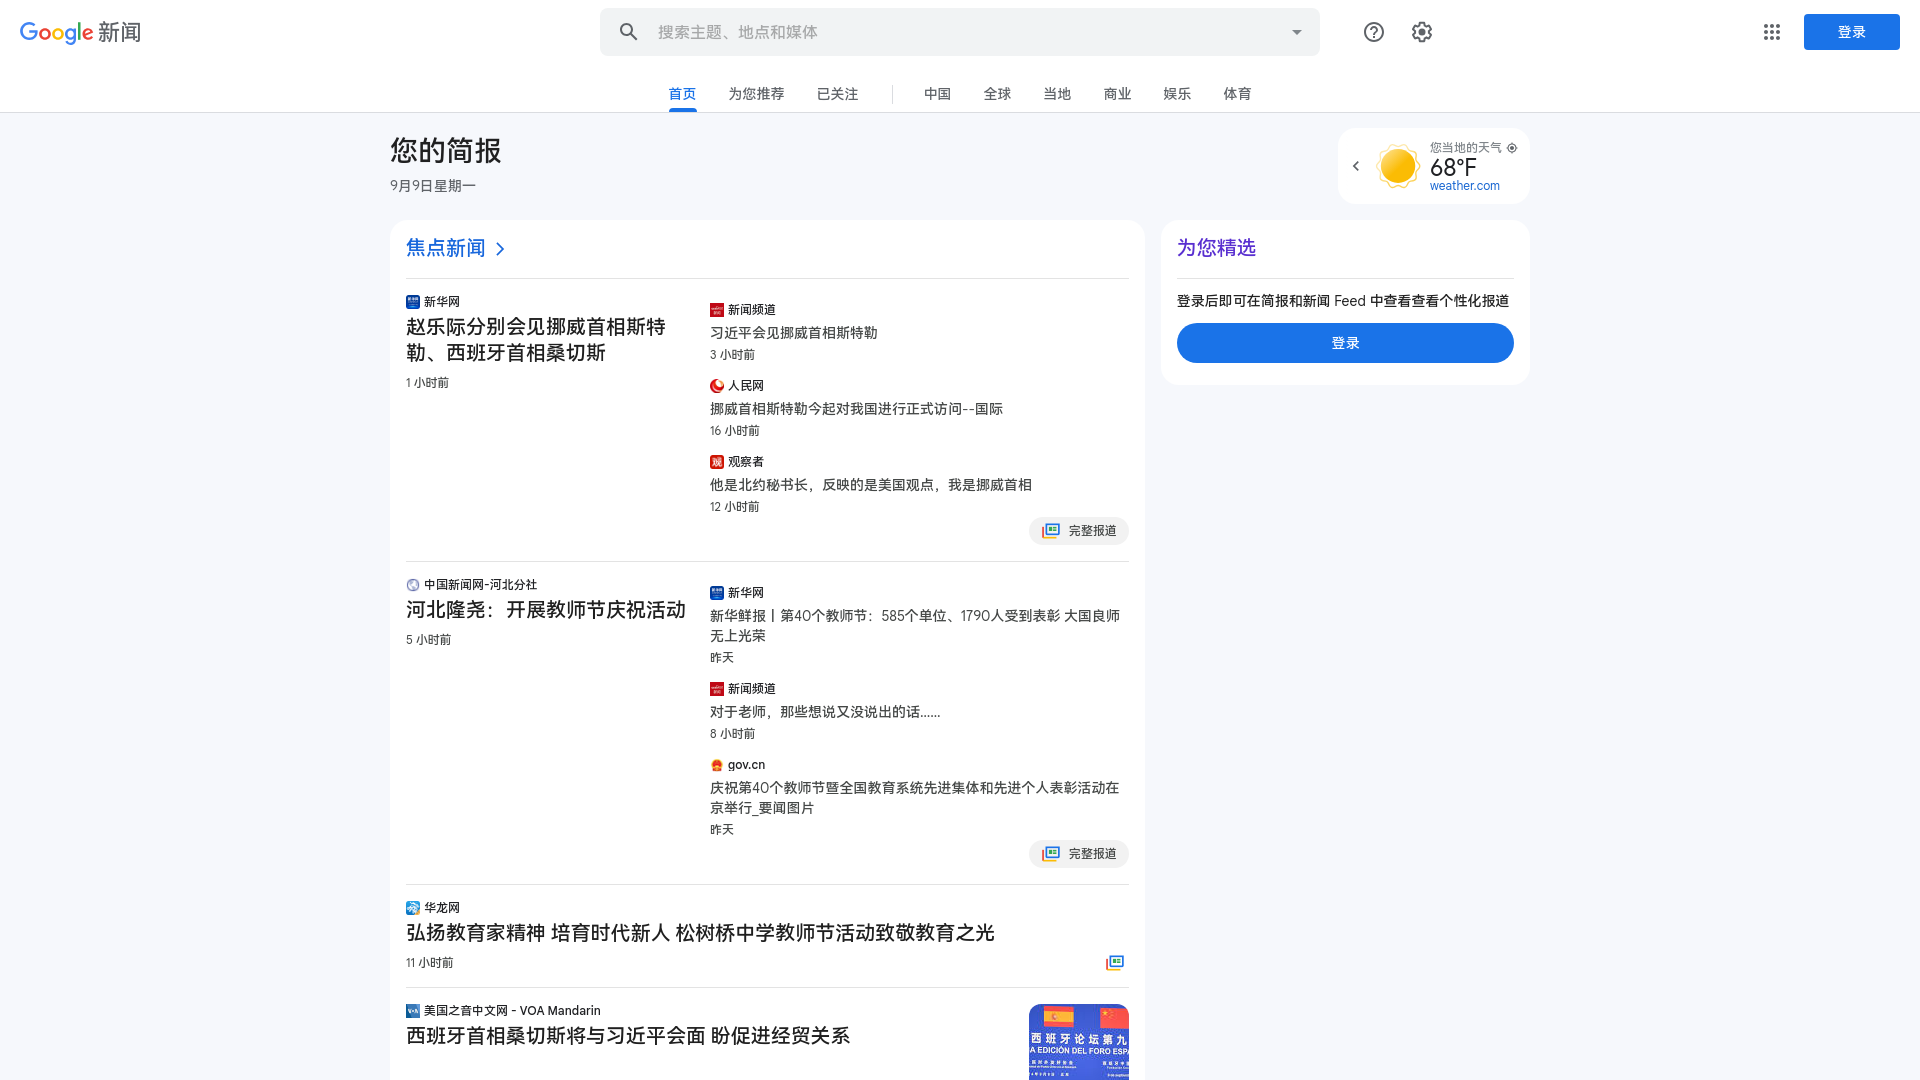 Google 新闻
搜索主题、地点和媒体
登录
首页
为您推荐
已关注
中国
全球
当地
商业
娱乐
体育
您的简报
9月9日星期一
您当地的天气
68°F
weather.com
焦点新闻
新华网
赵乐际分别会见挪威首相斯特
勒、西班牙首相桑切斯
1 小时前
新闻频道
习近平会见挪威首相斯特勒
3 小时前
人民网
挪威首相斯特勒今起对我国进行正式访问--国际
16 小时前
观察者
他是北约秘书长，反映的是美国观点，我是挪威首相
12 小时前
完整报道
为您精选
登录后即可在简报和新闻 Feed 中查看查看个性化报道
登录
中国新闻网-河北分社
河北隆尧：开展教师节庆祝活动
5 小时前
新华网
新华鲜报丨第40个教师节：585个单位、1790人受到表彰 大国良师
无上光荣
昨天
新闻频道
对于老师，那些想说又没说出的话……
8 小时前
gov.cn
庆祝第40个教师节暨全国教育系统先进集体和先进个人表彰活动在
京举行_要闻图片
昨天
完整报道
华龙网
弘扬教育家精神 培育时代新人 松树桥中学教师节活动致敬教育之光
11 小时前
美国之音中文网 - VOA Mandarin
西班牙首相桑切斯将与习近平会面 盼促进经贸关系
西班牙论坛第九
A EDICIÓN DEL FORO ESPA